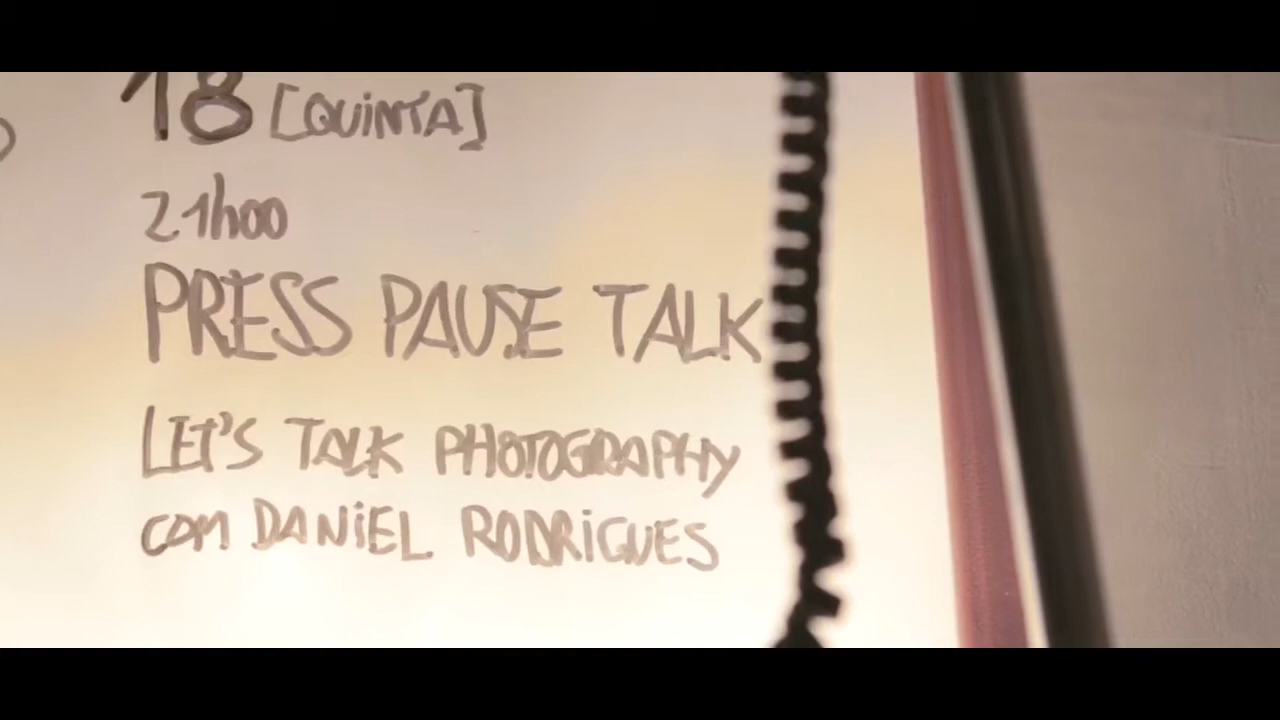 18 [QUINTA]
21h00
PRESS PAUSE TALK
LET'S TALK PHOTOGRAPHY
COM DANiEL RODRiGUES